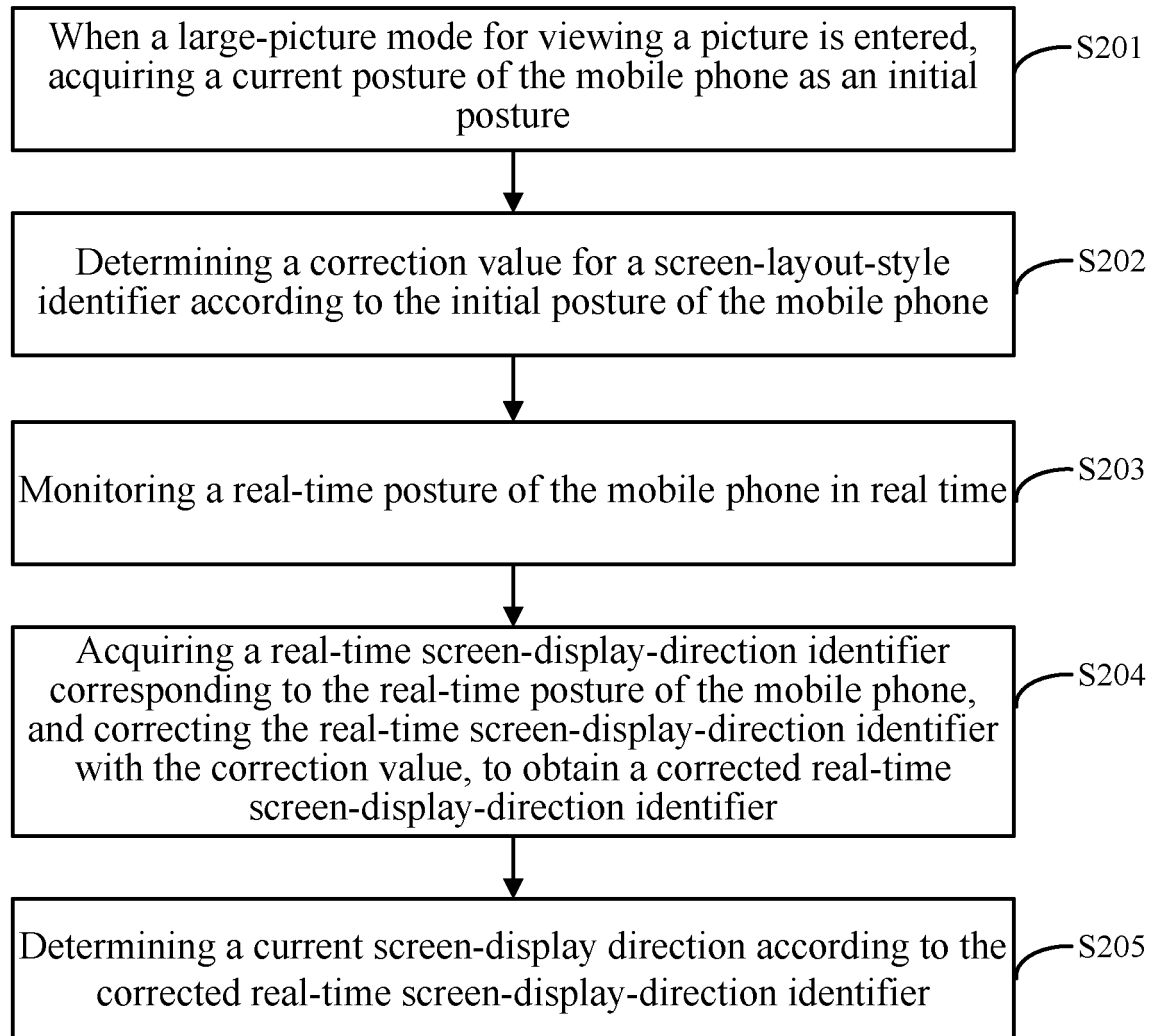 When a large-picture mode for viewing a picture is entered,
acquiring a current posture of the mobile phone as an initial
posture
S201
Determining a correction value for a screen-layout-style
identifier according to the initial posture of the mobile phone
S202
Monitoring a real-time posture of the mobile phone in real time
S203
Acquiring a real-time screen-display-direction identifier
corresponding to the real-time posture of the mobile phone,
and correcting the real-time screen-display-direction identifier
with the correction value, to obtain a corrected real-time
screen-display-direction identifier
S204
Determining a current screen-display direction according to the
corrected real-time screen-display-direction identifier
S205